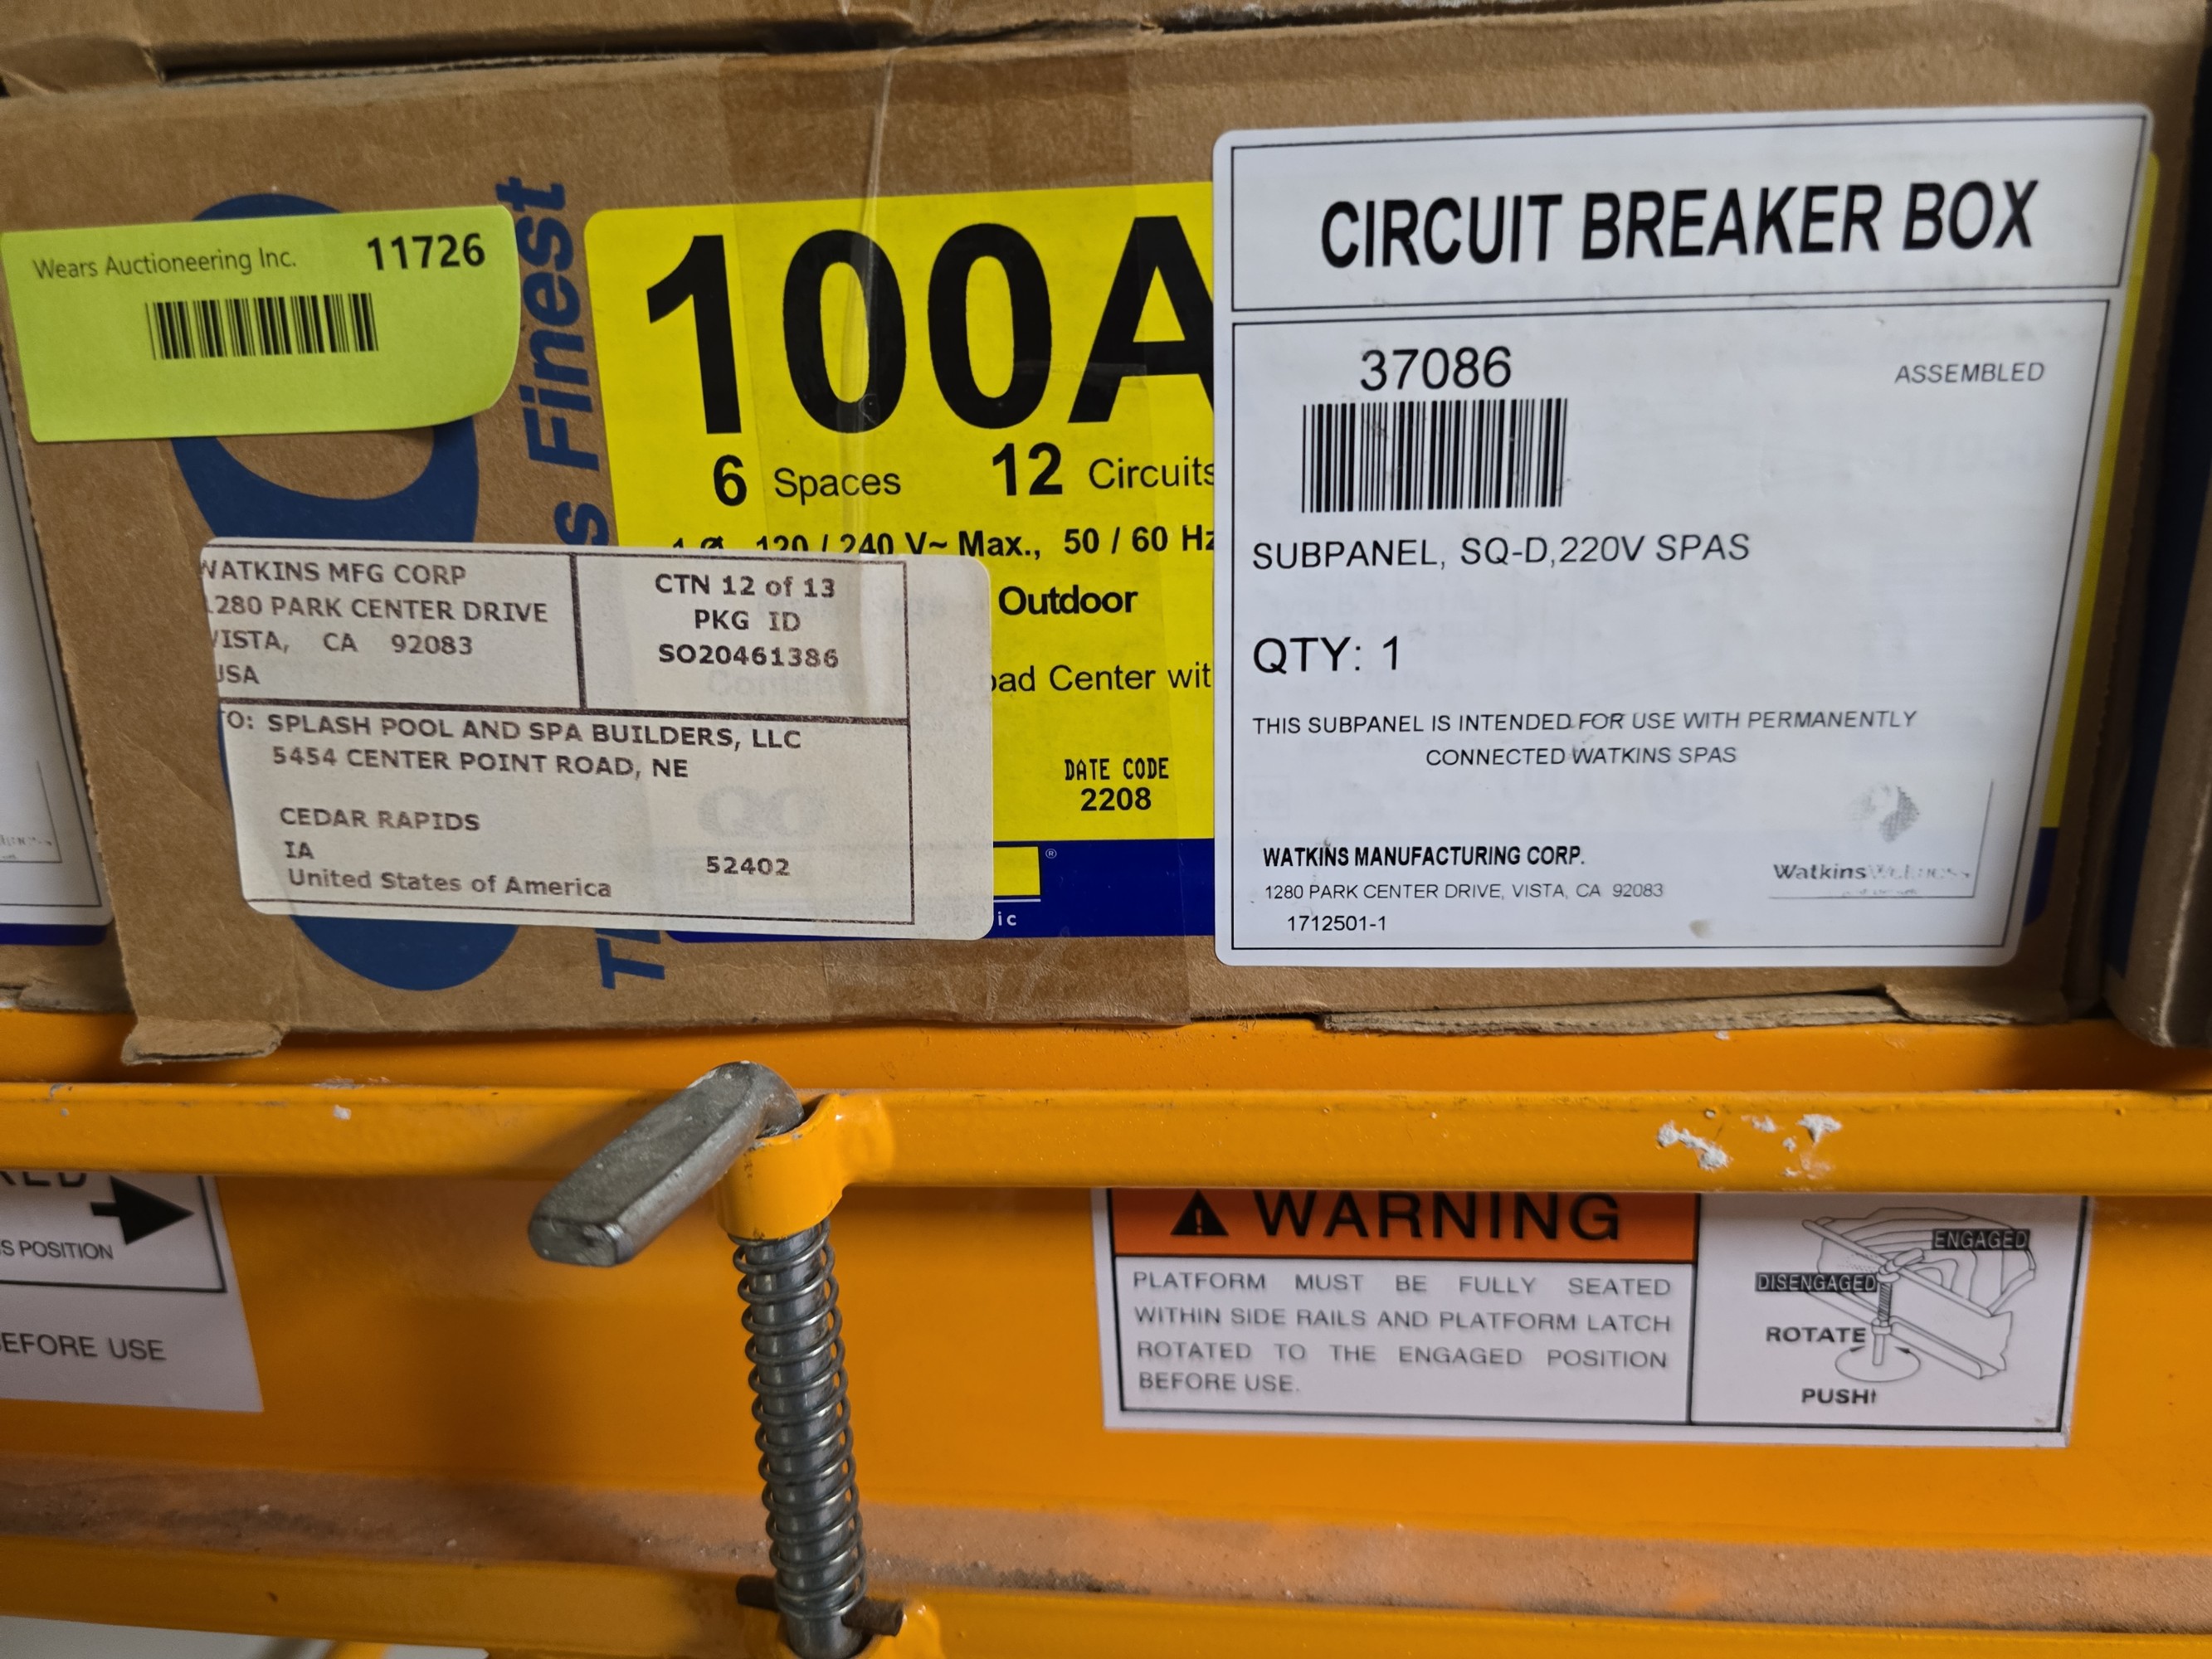 Wears Auctioneering Inc. 11726
s Finest
100A
6 Spaces 12 Circuits
120 / 240 V~ Max., 50 / 60 Hz
Outdoor
Center
DATE CODE
2208
®
ic
WATKINS MFG CORP
1280 PARK CENTER DRIVE
VISTA, CA 92083
USA
CTN 12 of 13
PKG ID
SO20461386
TO: SPLASH POOL AND SPA BUILDERS, LLC
5454 CENTER POINT ROAD, NE
CEDAR RAPIDS
IA 52402
United States of America
CIRCUIT BREAKER BOX
37086 ASSEMBLED
SUBPANEL, SQ-D,220V SPAS
QTY: 1
THIS SUBPANEL IS INTENDED FOR USE WITH PERMANENTLY
CONNECTED WATKINS SPAS
WATKINS MANUFACTURING CORP.
1280 PARK CENTER DRIVE, VISTA, CA 92083
1712501-1
Watkins
S POSITION
EFORE USE
WARNING
PLATFORM MUST BE FULLY SEATED
WITHIN SIDE RAILS AND PLATFORM LATCH
ROTATED TO THE ENGAGED POSITION
BEFORE USE.
ENGAGED
DISENGAGED
ROTATE
PUSH